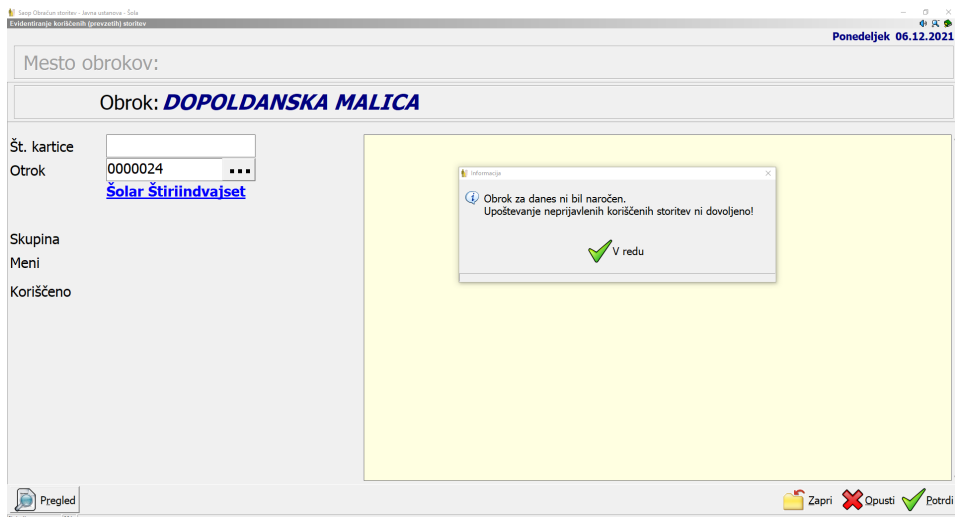 Saop Obračun storitev - Javna ustanova - Šola
Evidentiranje koriščenih (prevzetih) storitev
Ponedeljek 06.12.2021
Mesto obrokov:
Obrok: DOPOLDANSKA MALICA
Št. kartice
Otrok 0000024 ...
Šolar Štiriindvajset
Skupina
Meni
Koriščeno
Informacija
Obrok za danes ni bil naročen.
Upoštevanje neprijavlenih koriščenih storitev ni dovoljeno!
V redu
Pregled Zapri Opusti Potrdi